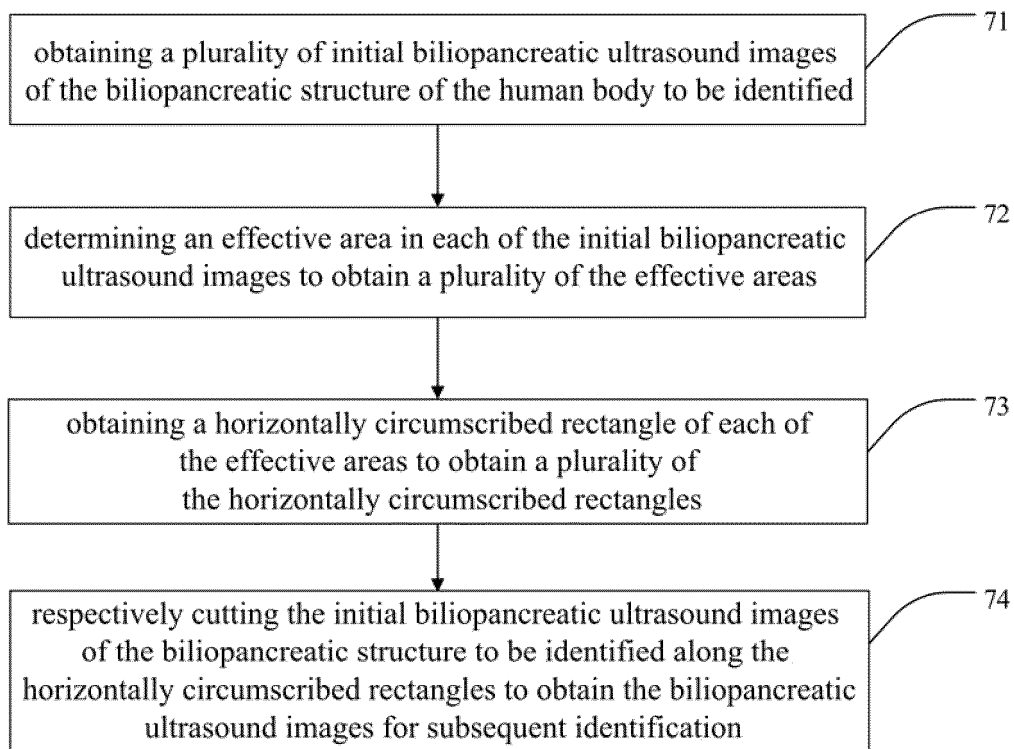 obtaining a plurality of initial biliopancreatic ultrasound images
of the biliopancreatic structure of the human body to be identified
71
determining an effective area in each of the initial biliopancreatic
ultrasound images to obtain a plurality of the effective areas
72
obtaining a horizontally circumscribed rectangle of each of
the effective areas to obtain a plurality of
the horizontally circumscribed rectangles
73
respectively cutting the initial biliopancreatic ultrasound images
of the biliopancreatic structure to be identified along the
horizontally circumscribed rectangles to obtain the biliopancreatic
ultrasound images for subsequent identification
74